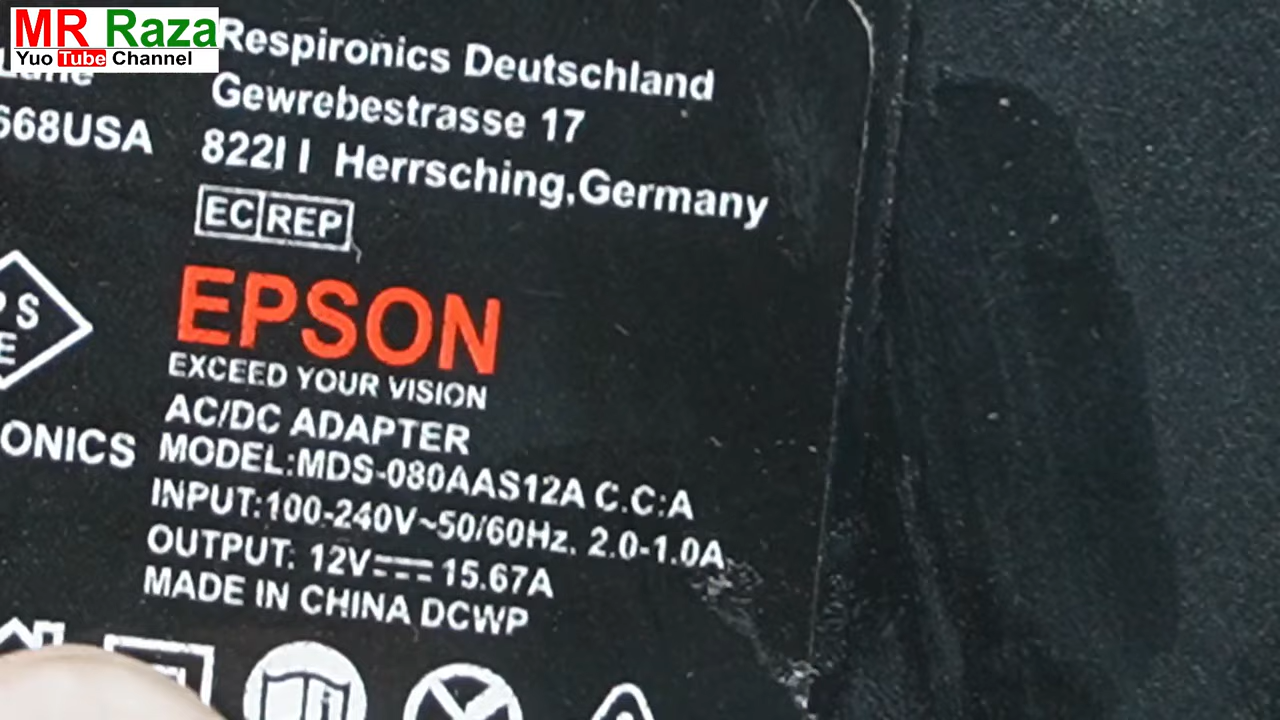 MR Raza
Yuo Tube Channel
Respironics Deutschland
Gewrebestrasse 17
668USA
822I I Herrsching,Germany
EC REP
EPSON
S
E
EXCEED YOUR VISION
AC/DC ADAPTER
ONICS
MODEL:MDS-080AAS12A C.C:A
INPUT:100-240V~50/60Hz. 2.0-1.0A
OUTPUT: 12V⎓15.67A
MADE IN CHINA DCWP